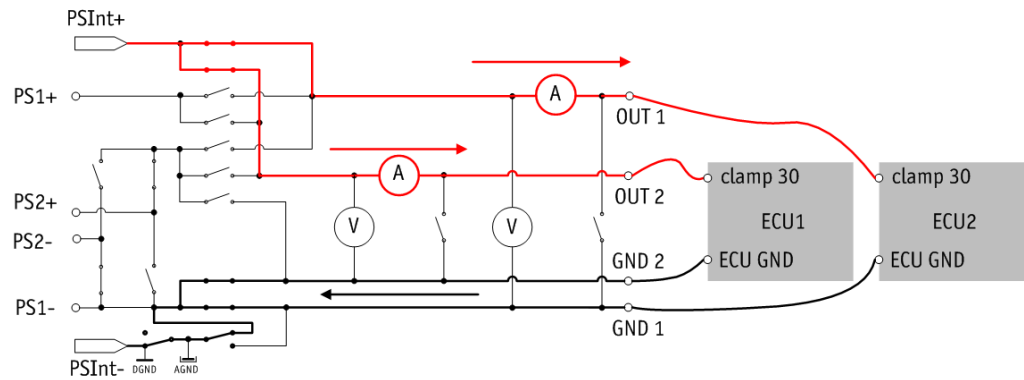 PSInt+
PS1+
A
OUT 1
A
OUT 2
clamp 30
clamp 30
PS2+
V
V
ECU1
ECU2
PS2-
GND 2
ECU GND
ECU GND
PS1-
GND 1
PSInt-
DGND
AGND